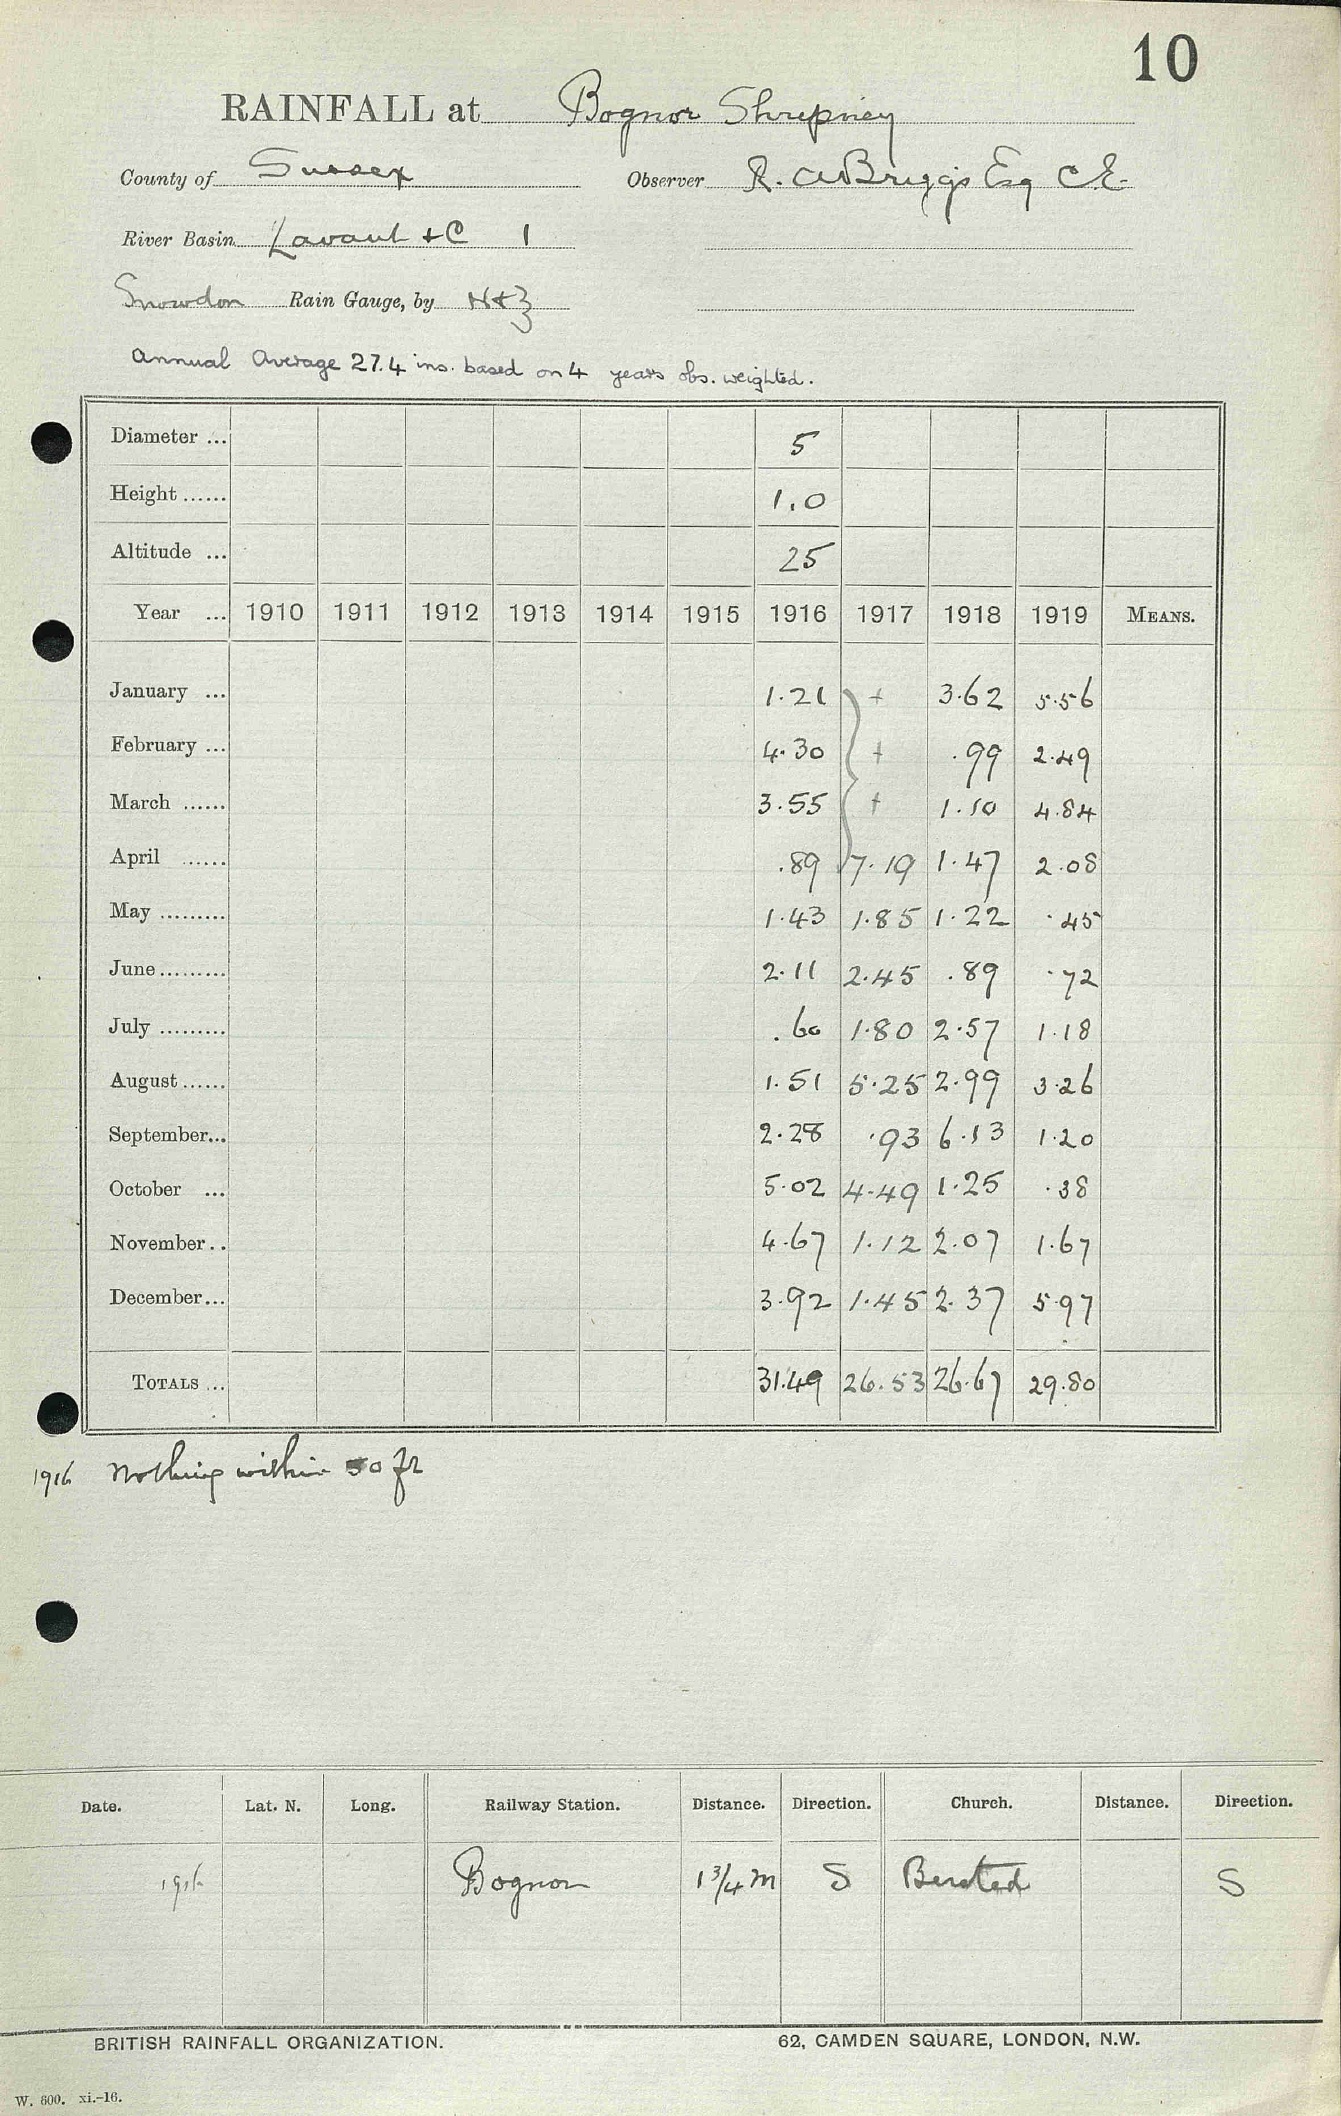 10
RAINFALL at Bognor Shripney
County of Sussex Observer R. A. Briggs Esq C.E.
River Basin Lavant &C 1
Snowdon Rain Gauge, by N&Z
Annual Average 27.4 ins. based on 4 years obs. weighted.
Diameter ... 5
Height ...... 1.0
Altitude ... 25
Year ... 1910 1911 1912 1913 1914 1915 1916 1917 1918 1919 MEANS.
January ... 1.21 + 3.62 5.56
February ... 4.30 + .99 2.49
March ...... 3.55 + 1.10 4.84
April ...... .89 7.19 1.47 2.08
May ......... 1.43 1.85 1.22 .45
June ......... 2.11 2.45 .89 .72
July ......... .60 1.80 2.57 1.18
August ...... 1.51 5.25 2.99 3.26
September... 2.28 .93 6.13 1.20
October ... 5.02 4.49 1.25 .38
November.. 4.67 1.12 2.07 1.67
December... 3.92 1.45 2.37 5.97
TOTALS ... 31.49 26.53 26.67 29.80
1916 Nothing within 50 ft
Date. Lat. N. Long. Railway Station. Distance. Direction. Church. Distance. Direction.
1916 Bognor 1 3/4 m S Bersted S
BRITISH RAINFALL ORGANIZATION. 62, CAMDEN SQUARE, LONDON, N.W.
W. 600. xi.-16.